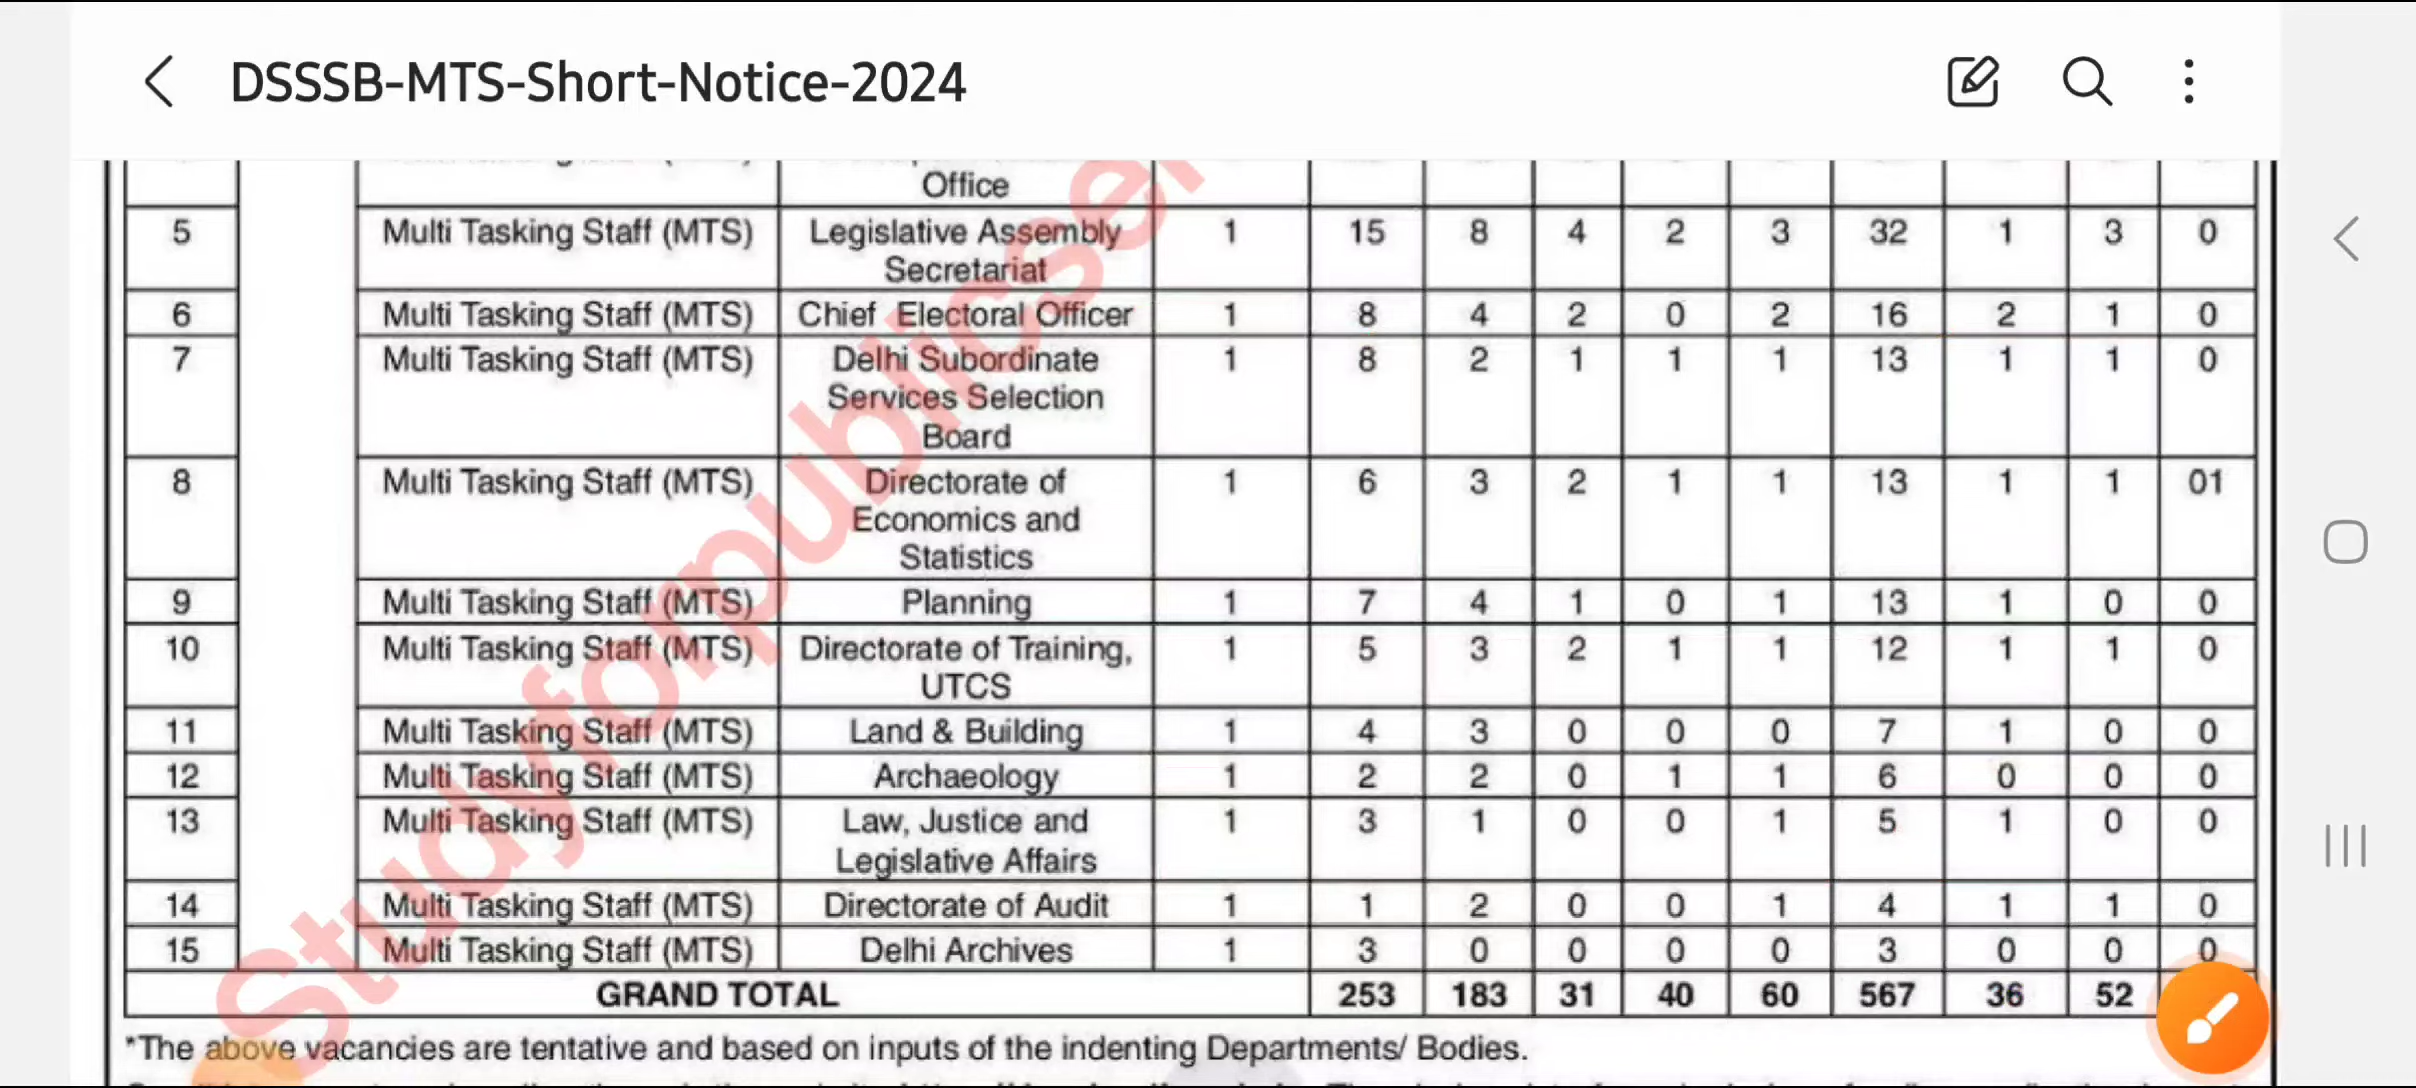 DSSSB-MTS-Short-Notice-2024
Office
5 Multi Tasking Staff (MTS) Legislative Assembly 1 15 8 4 2 3 32 1 3 0
Secretariat
6 Multi Tasking Staff (MTS) Chief Electoral Officer 1 8 4 2 0 2 16 2 1 0
7 Multi Tasking Staff (MTS) Delhi Subordinate 1 8 2 1 1 1 13 1 1 0
Services Selection
Board
8 Multi Tasking Staff (MTS) Directorate of 1 6 3 2 1 1 13 1 1 01
Economics and
Statistics
9 Multi Tasking Staff (MTS) Planning 1 7 4 1 0 1 13 1 0 0
10 Multi Tasking Staff (MTS) Directorate of Training, 1 5 3 2 1 1 12 1 1 0
UTCS
11 Multi Tasking Staff (MTS) Land & Building 1 4 3 0 0 0 7 1 0 0
12 Multi Tasking Staff (MTS) Archaeology 1 2 2 0 1 1 6 0 0 0
13 Multi Tasking Staff (MTS) Law, Justice and 1 3 1 0 0 1 5 1 0 0
Legislative Affairs
14 Multi Tasking Staff (MTS) Directorate of Audit 1 1 2 0 0 1 4 1 1 0
15 Multi Tasking Staff (MTS) Delhi Archives 1 3 0 0 0 0 3 0 0 0
GRAND TOTAL 253 183 31 40 60 567 36 52
*The above vacancies are tentative and based on inputs of the indenting Departments/ Bodies.
Studyforpublicser